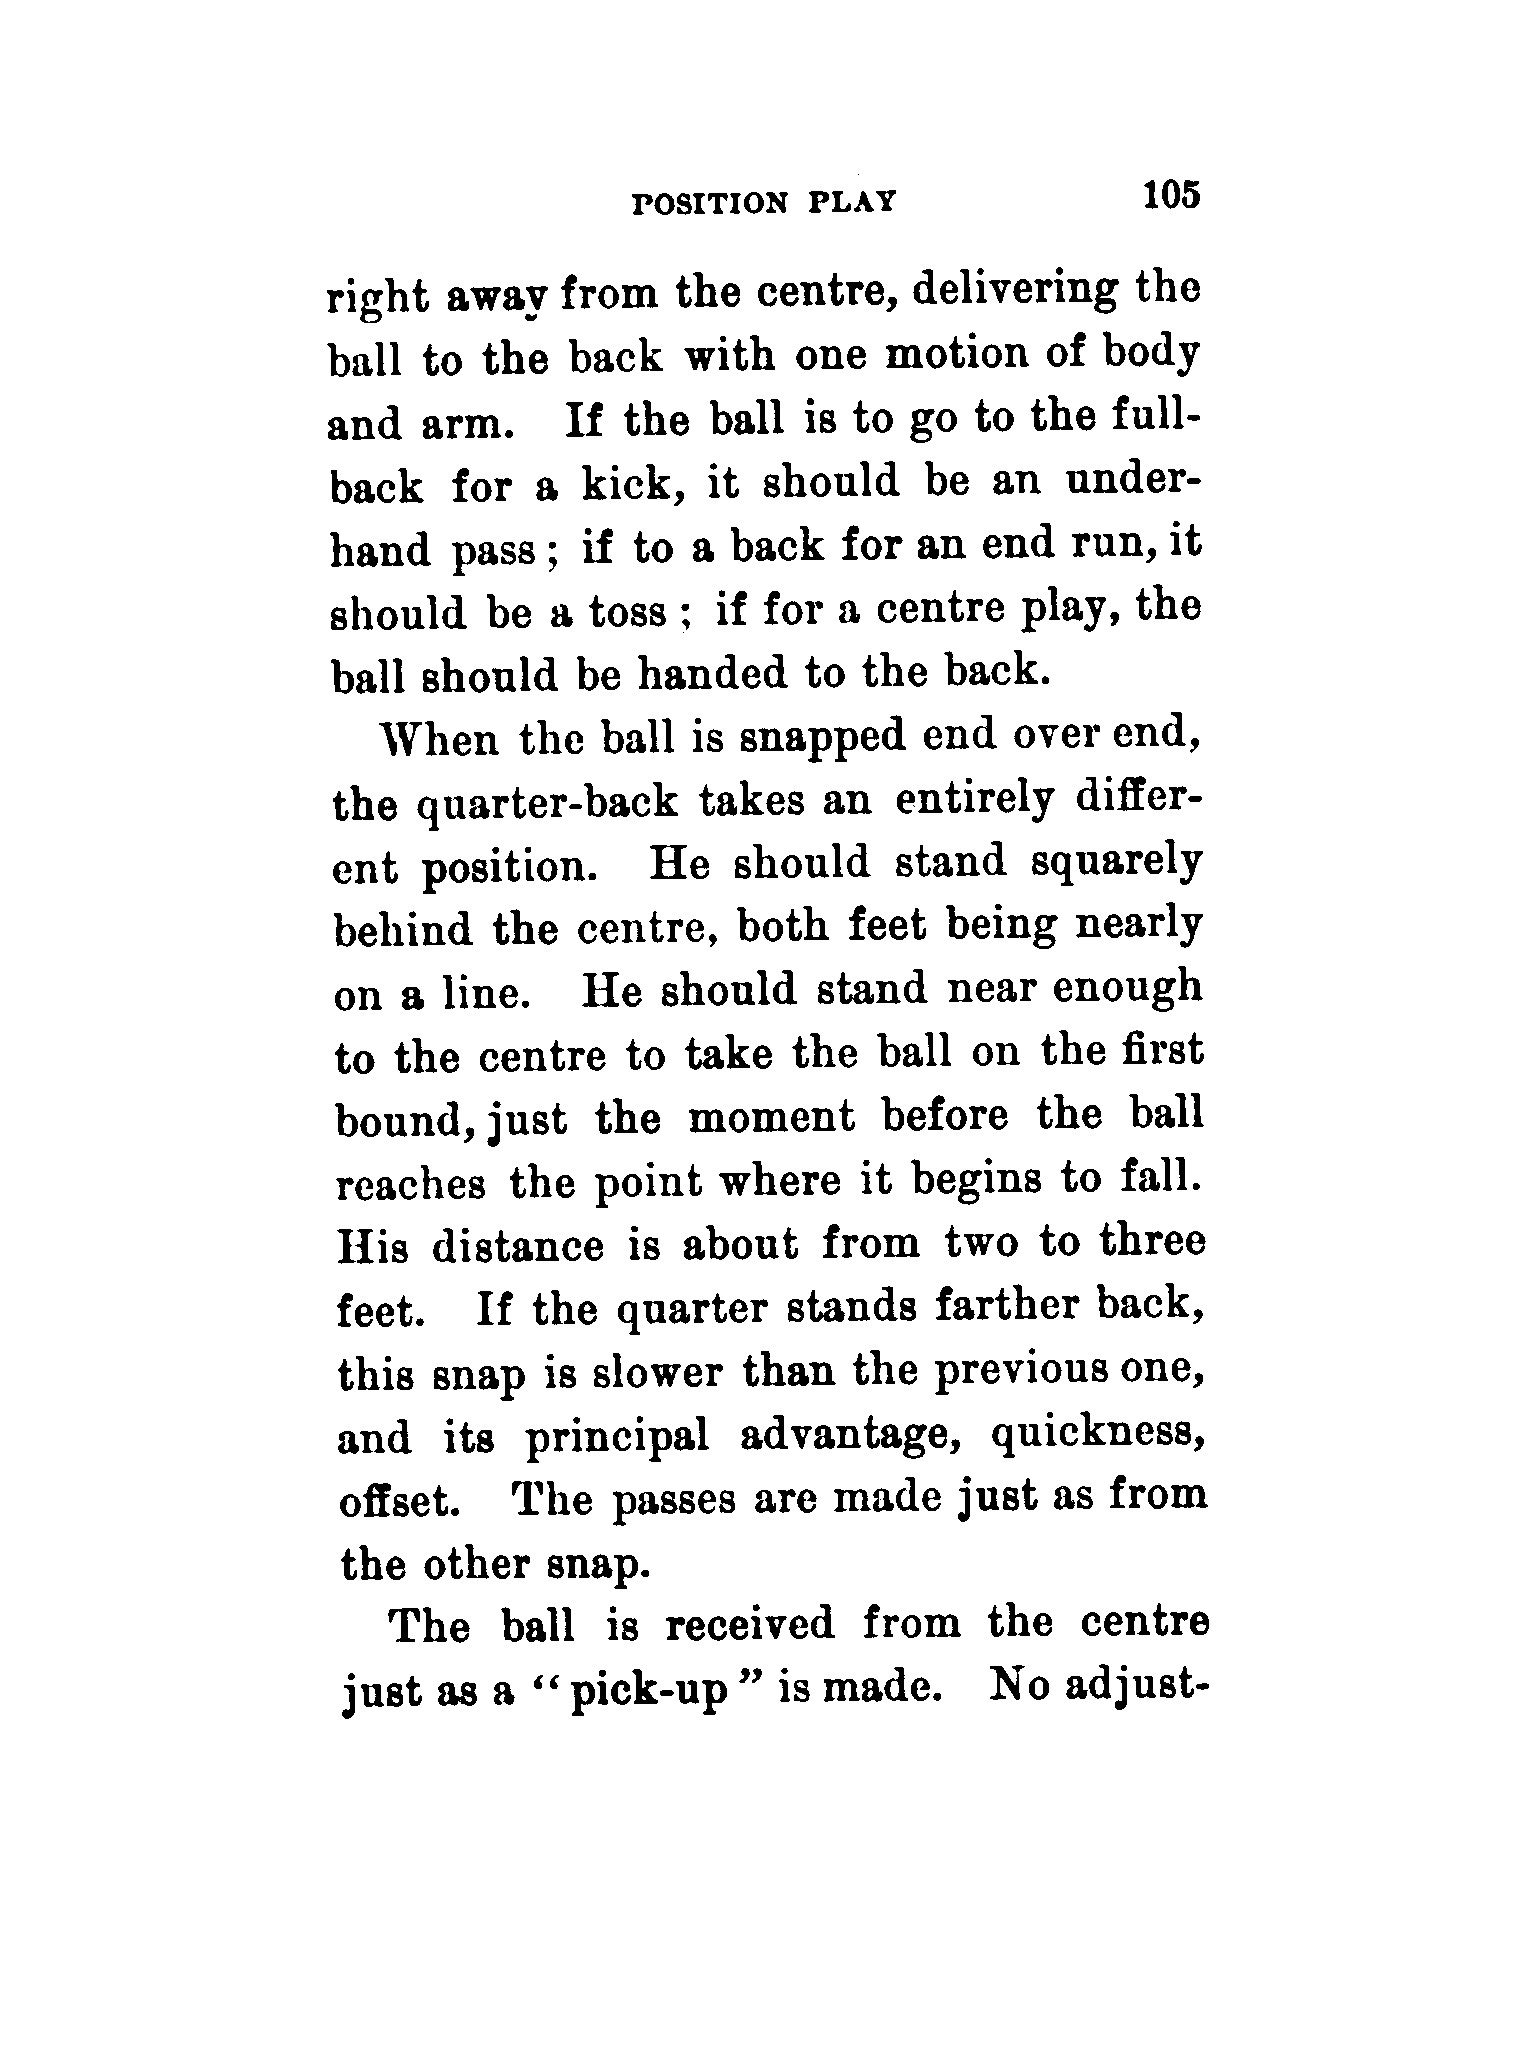 POSITION PLAY 105
right away from the centre, delivering the
ball to the back with one motion of body
and arm. If the ball is to go to the full-
back for a kick, it should be an under-
hand pass; if to a back for an end run, it
should be a toss; if for a centre play, the
ball should be handed to the back.
When the ball is snapped end over end,
the quarter-back takes an entirely differ-
ent position. He should stand squarely
behind the centre, both feet being nearly
on a line. He should stand near enough
to the centre to take the ball on the first
bound, just the moment before the ball
reaches the point where it begins to fall.
His distance is about from two to three
feet. If the quarter stands farther back,
this snap is slower than the previous one,
and its principal advantage, quickness,
offset. The passes are made just as from
the other snap.
The ball is received from the centre
just as a “pick-up” is made. No adjust-